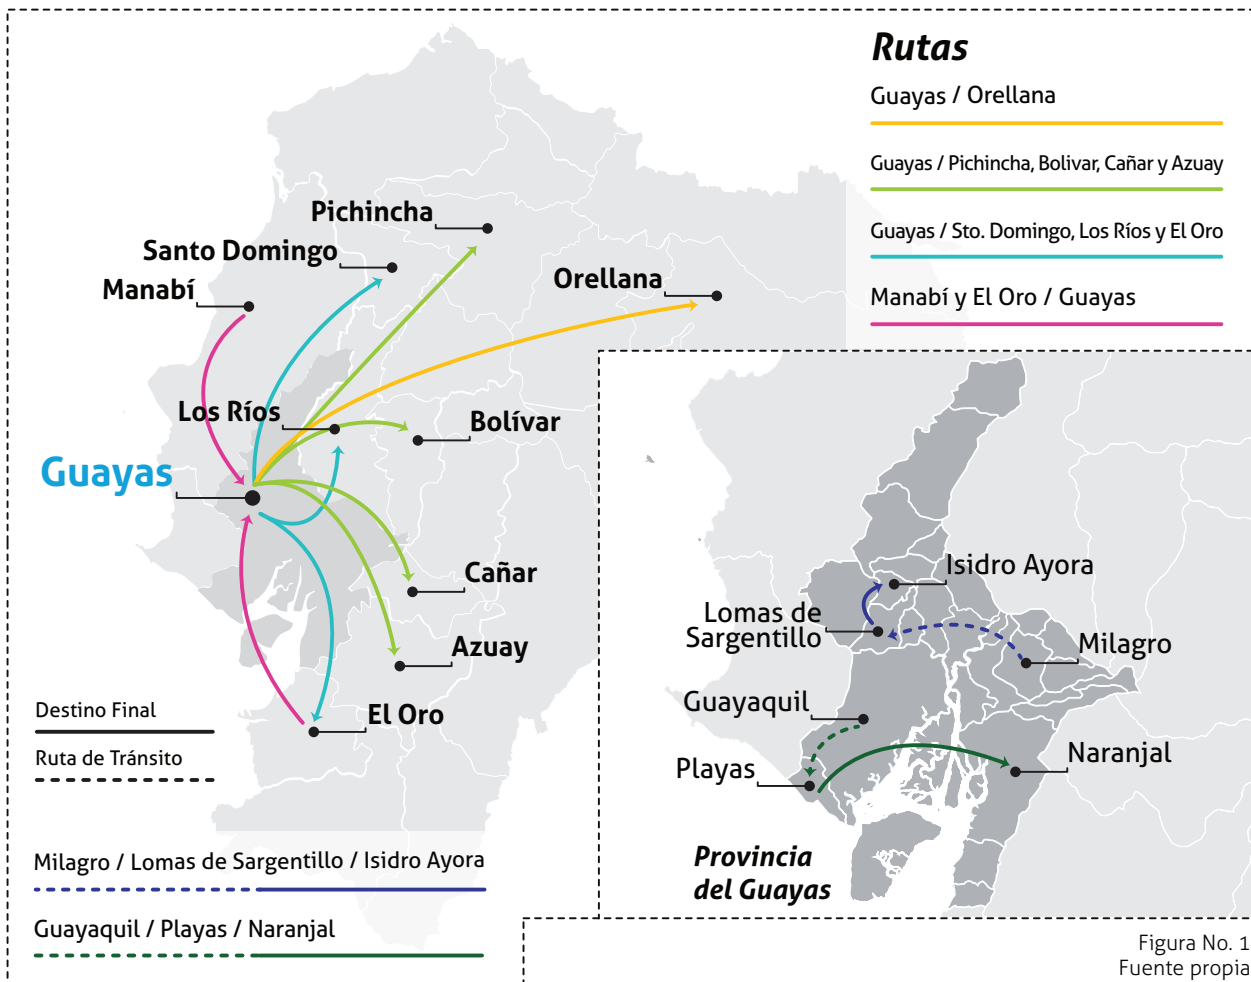 Rutas
Guayas / Orellana
Guayas / Pichincha, Bolivar, Cañar y Azuay
Guayas / Sto. Domingo, Los Ríos y El Oro
Manabí y El Oro / Guayas
Pichincha
Santo Domingo
Manabí
Orellana
Los Ríos
Bolívar
Guayas
Cañar
Azuay
El Oro
Destino Final
Ruta de Tránsito
Milagro / Lomas de Sargentillo / Isidro Ayora
Guayaquil / Playas / Naranjal
Isidro Ayora
Lomas de
Sargentillo
Milagro
Guayaquil
Playas
Naranjal
Provincia
del Guayas
Figura No. 1
Fuente propia